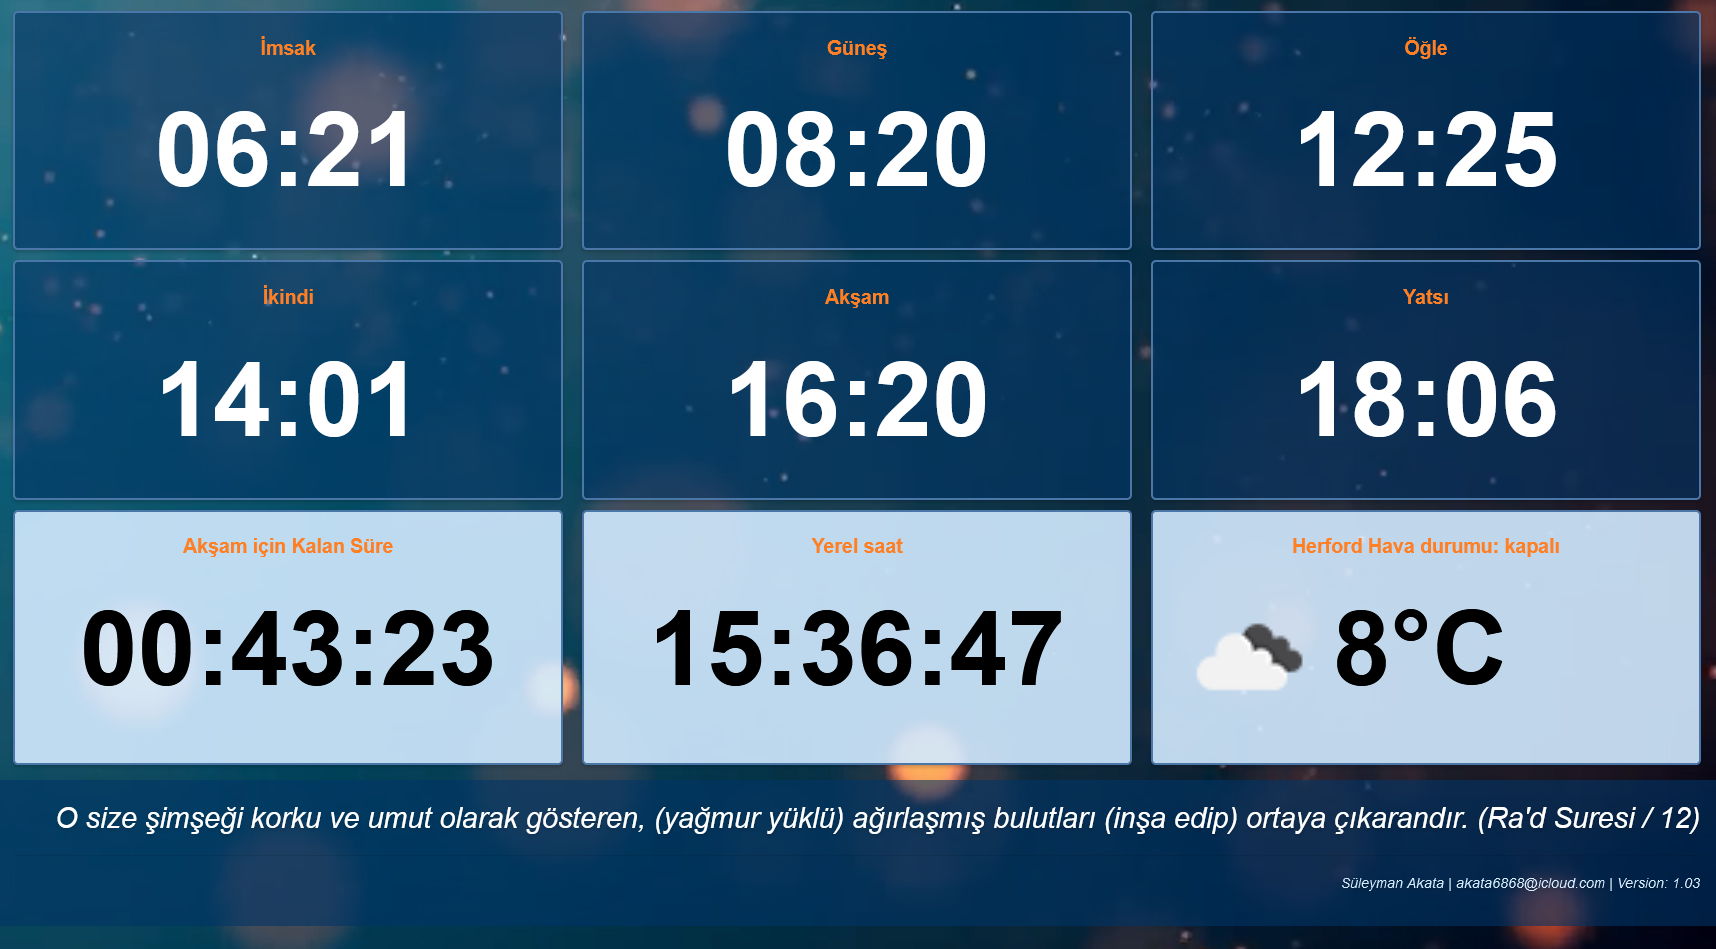 İmsak
06:21
Güneş
08:20
Öğle
12:25
İkindi
14:01
Akşam
16:20
Yatsı
18:06
Akşam için Kalan Süre
00:43:23
Yerel saat
15:36:47
Herford Hava durumu: kapalı
8°C
O size şimşeği korku ve umut olarak gösteren, (yağmur yüklü) ağırlaşmış bulutları (inşa edip) ortaya çıkarandır. (Ra'd Suresi / 12)
Süleyman Akata | akata6868@icloud.com | Version: 1.03